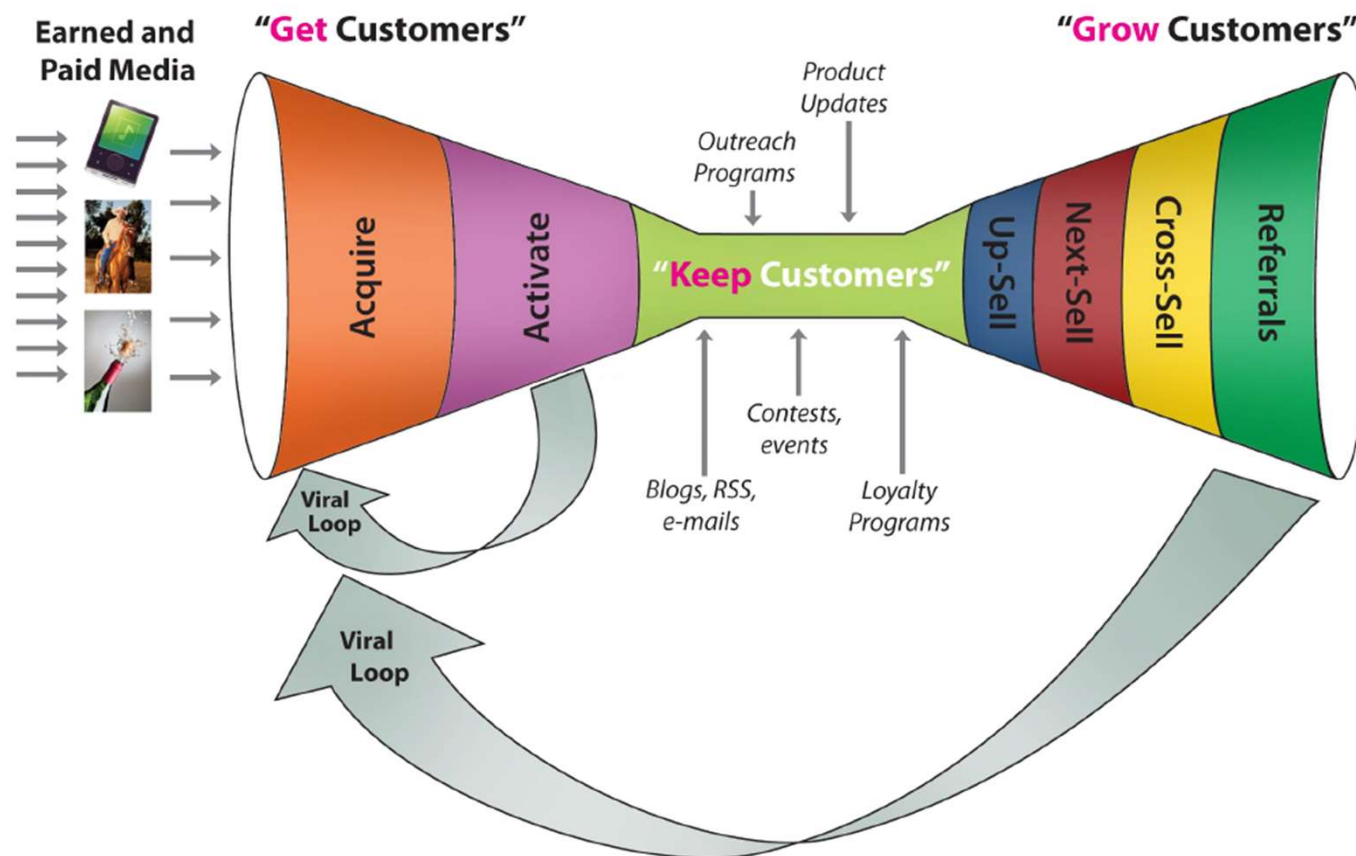 Earned and
Paid Media
“Get Customers”
“Grow Customers”
Product
Updates
Outreach
Programs
Acquire
Activate
“Keep Customers”
Up-Sell
Next-Sell
Cross-Sell
Referrals
Contests,
events
Blogs, RSS,
e-mails
Loyalty
Programs
Viral
Loop
Viral
Loop